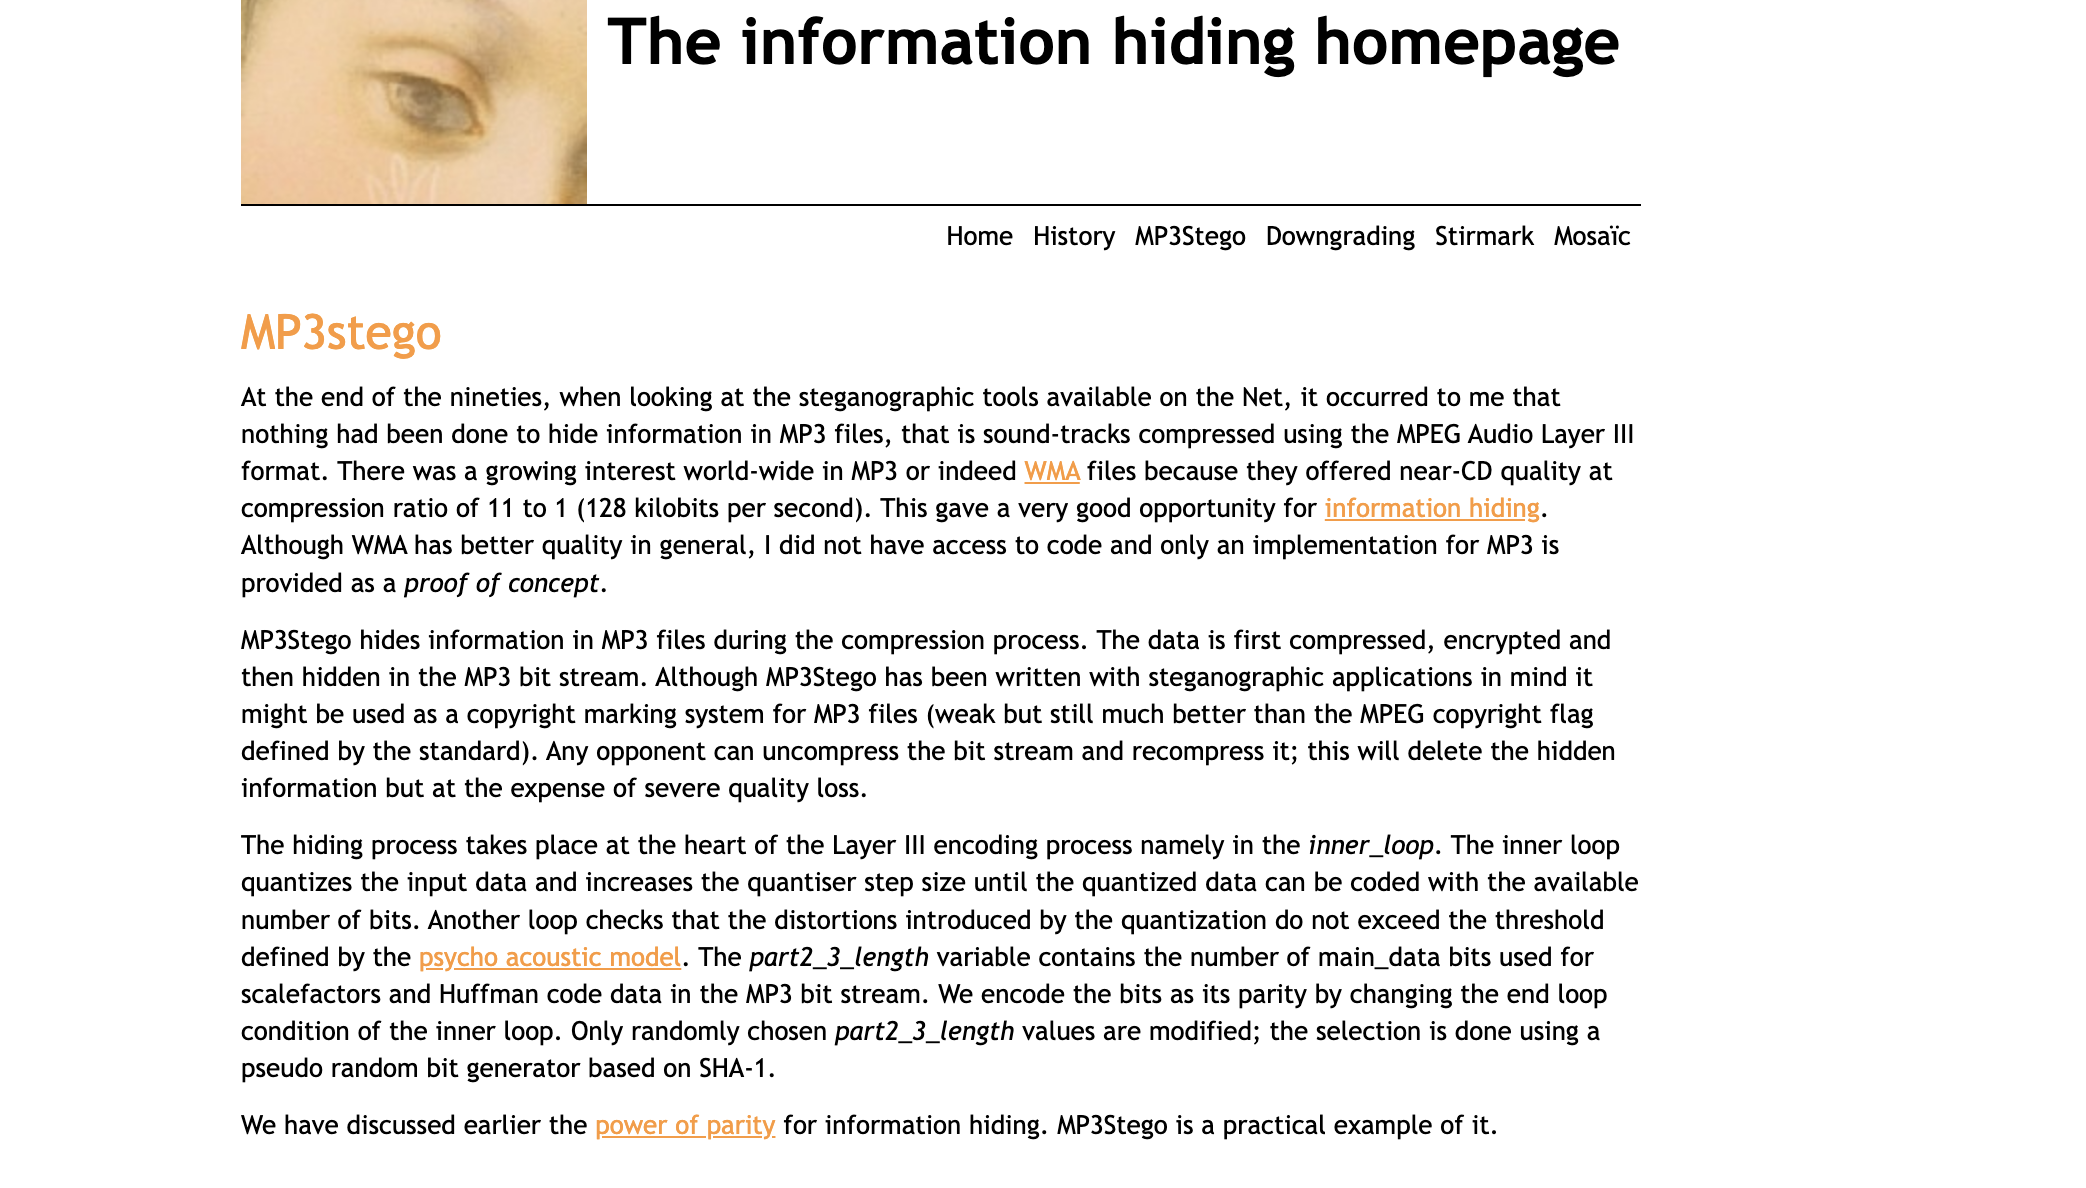 The information hiding homepage
Home History MP3Stego Downgrading Stirmark Mosaïc
MP3stego
At the end of the nineties, when looking at the steganographic tools available on the Net, it occurred to me that
nothing had been done to hide information in MP3 files, that is sound-tracks compressed using the MPEG Audio Layer III
format. There was a growing interest world-wide in MP3 or indeed WMA files because they offered near-CD quality at
compression ratio of 11 to 1 (128 kilobits per second). This gave a very good opportunity for information hiding.
Although WMA has better quality in general, I did not have access to code and only an implementation for MP3 is
provided as a proof of concept.
MP3Stego hides information in MP3 files during the compression process. The data is first compressed, encrypted and
then hidden in the MP3 bit stream. Although MP3Stego has been written with steganographic applications in mind it
might be used as a copyright marking system for MP3 files (weak but still much better than the MPEG copyright flag
defined by the standard). Any opponent can uncompress the bit stream and recompress it; this will delete the hidden
information but at the expense of severe quality loss.
The hiding process takes place at the heart of the Layer III encoding process namely in the inner_loop. The inner loop
quantizes the input data and increases the quantiser step size until the quantized data can be coded with the available
number of bits. Another loop checks that the distortions introduced by the quantization do not exceed the threshold
defined by the psycho acoustic model. The part2_3_length variable contains the number of main_data bits used for
scalefactors and Huffman code data in the MP3 bit stream. We encode the bits as its parity by changing the end loop
condition of the inner loop. Only randomly chosen part2_3_length values are modified; the selection is done using a
pseudo random bit generator based on SHA-1.
We have discussed earlier the power of parity for information hiding. MP3Stego is a practical example of it.